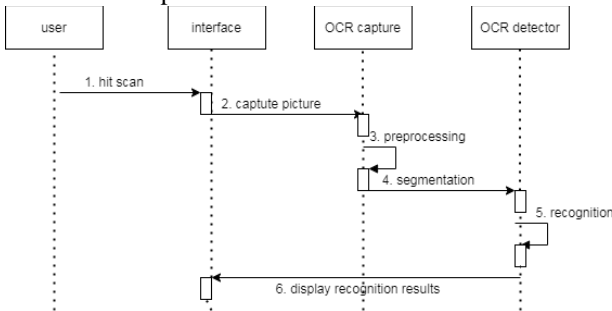 user interface OCR capture OCR detector
1. hit scan
2. captute picture
3. preprocessing
4. segmentation
5. recognition
6. display recognition results